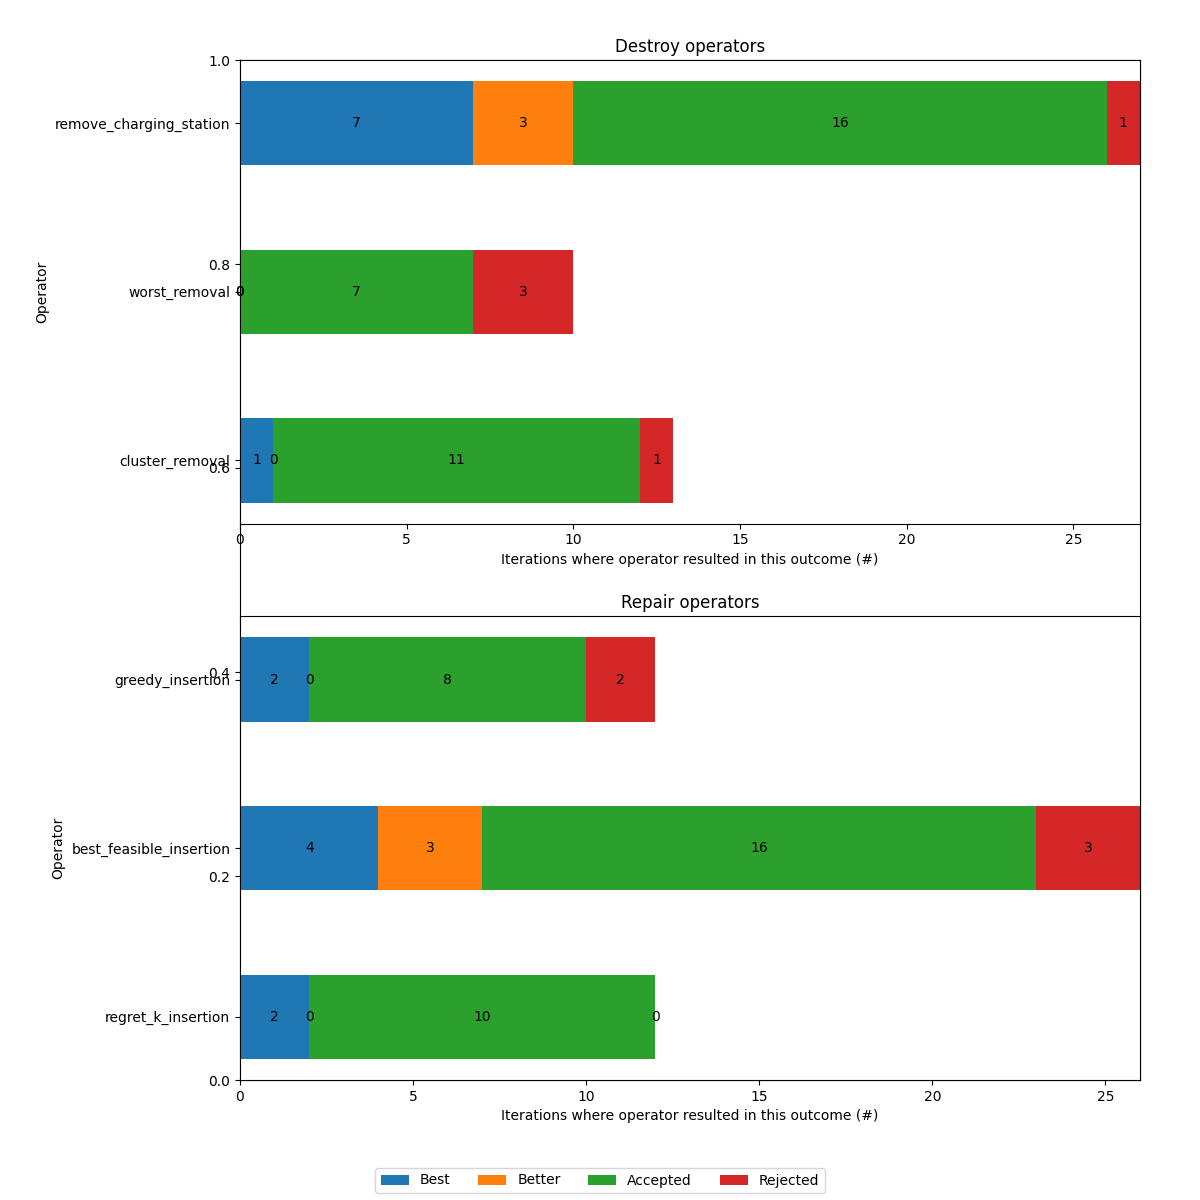 Destroy operators
1.0
remove_charging_station 7 3 16 1
0.8
worst_removal 0 0 7 3
Operator
cluster_removal 1 0 11 1
0.6
0 5 10 15 20 25
Iterations where operator resulted in this outcome (#)
Repair operators
0.4
greedy_insertion 2 0 8 2
best_feasible_insertion 4 3 16 3
Operator
0.2
regret_k_insertion 2 0 10 0
0.0
0 5 10 15 20 25
Iterations where operator resulted in this outcome (#)
Best Better Accepted Rejected